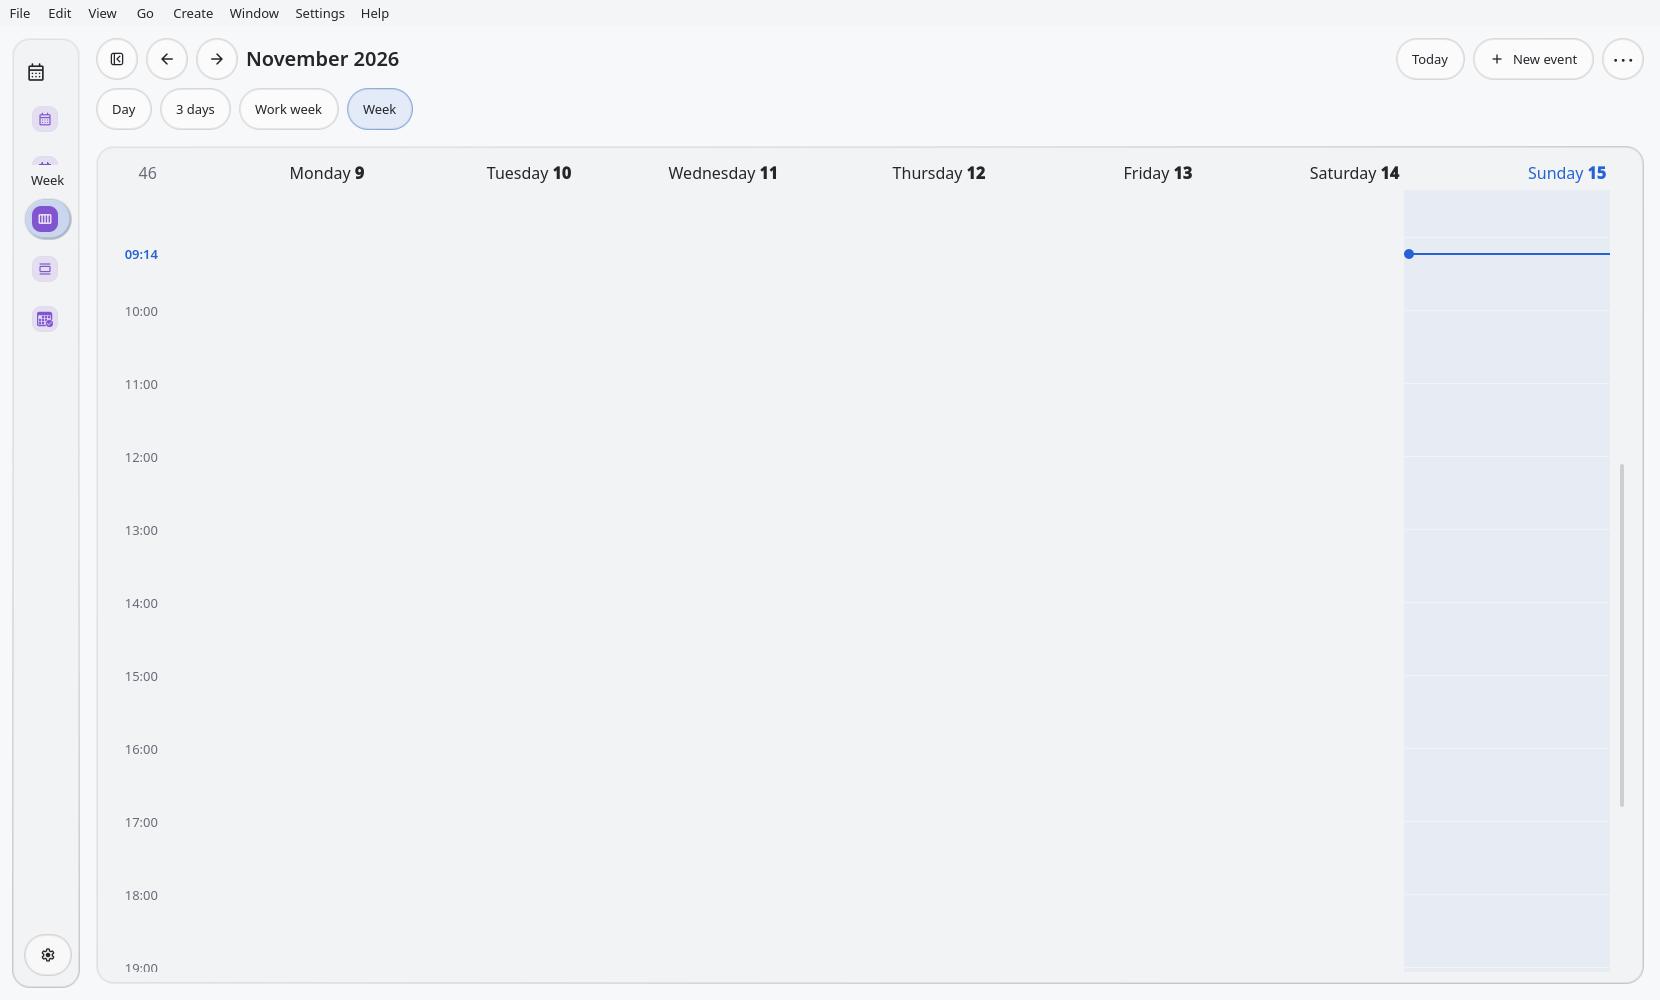 File Edit View Go Create Window Settings Help
November 2026
Today
New event
Day
3 days
Work week
Week
Week
46
Monday 9
Tuesday 10
Wednesday 11
Thursday 12
Friday 13
Saturday 14
Sunday 15
09:14
10:00
11:00
12:00
13:00
14:00
15:00
16:00
17:00
18:00
19:00